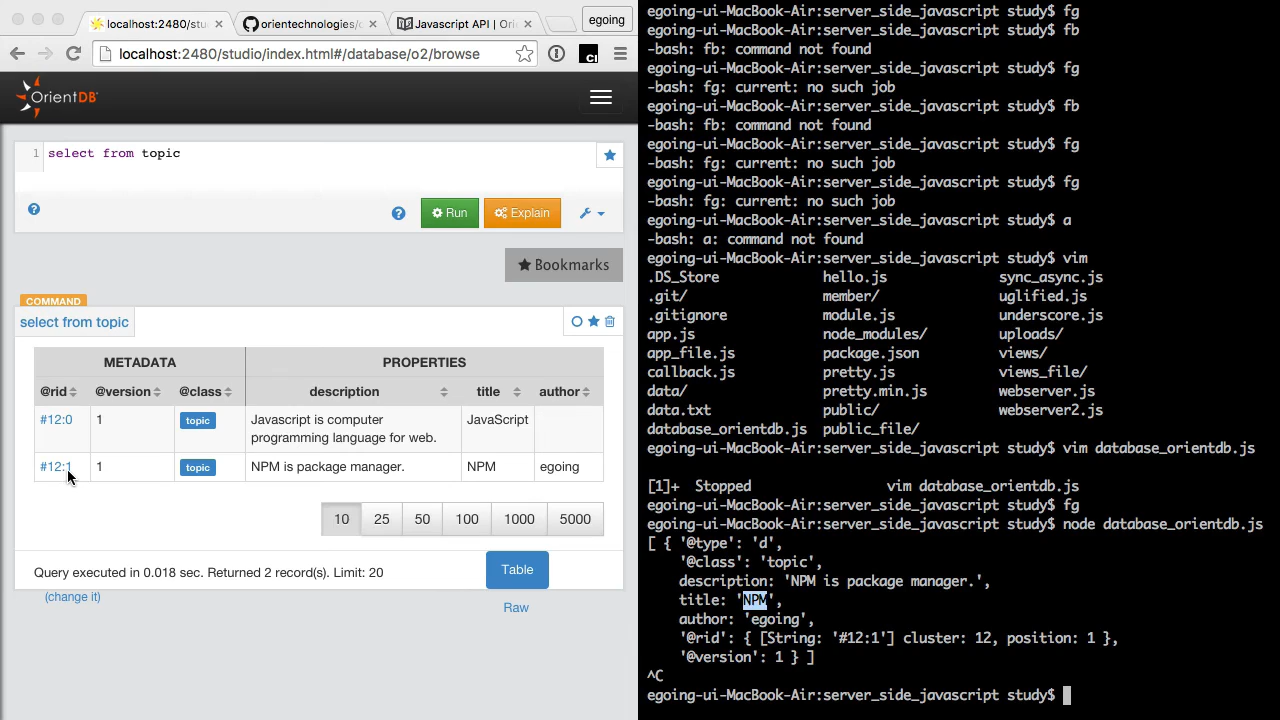 localhost:2480/stu
orientechnologies/
Javascript API | Or
egoing
localhost:2480/studio/index.html#/database/o2/browse
OrientDB
1 select from topic
Run
Explain
Bookmarks
COMMAND
select from topic
METADATA PROPERTIES
@rid @version @class description title author
#12:0 1 topic Javascript is computer JavaScript
programming language for web.
#12:1 1 topic NPM is package manager. NPM egoing
10 25 50 100 1000 5000
Query executed in 0.018 sec. Returned 2 record(s). Limit: 20
(change it)
Table
Raw
egoing-ui-MacBook-Air:server_side_javascript study$ fg
egoing-ui-MacBook-Air:server_side_javascript study$ fb
-bash: fb: command not found
egoing-ui-MacBook-Air:server_side_javascript study$ fg
-bash: fg: current: no such job
egoing-ui-MacBook-Air:server_side_javascript study$ fb
-bash: fb: command not found
egoing-ui-MacBook-Air:server_side_javascript study$ fg
-bash: fg: current: no such job
egoing-ui-MacBook-Air:server_side_javascript study$ fg
-bash: fg: current: no such job
egoing-ui-MacBook-Air:server_side_javascript study$ a
-bash: a: command not found
egoing-ui-MacBook-Air:server_side_javascript study$ vim
.DS_Store hello.js sync_async.js
.git/ member/ uglified.js
.gitignore module.js underscore.js
app.js node_modules/ uploads/
app_file.js package.json views/
callback.js pretty.js views_file/
data/ pretty.min.js webserver.js
data.txt public/ webserver2.js
database_orientdb.js public_file/
egoing-ui-MacBook-Air:server_side_javascript study$ vim database_orientdb.js
[1]+ Stopped vim database_orientdb.js
egoing-ui-MacBook-Air:server_side_javascript study$ fg
egoing-ui-MacBook-Air:server_side_javascript study$ node database_orientdb.js
[ { '@type': 'd',
'@class': 'topic',
description: 'NPM is package manager.',
title: 'NPM',
author: 'egoing',
'@rid': { [String: '#12:1'] cluster: 12, position: 1 },
'@version': 1 } ]
^C
egoing-ui-MacBook-Air:server_side_javascript study$